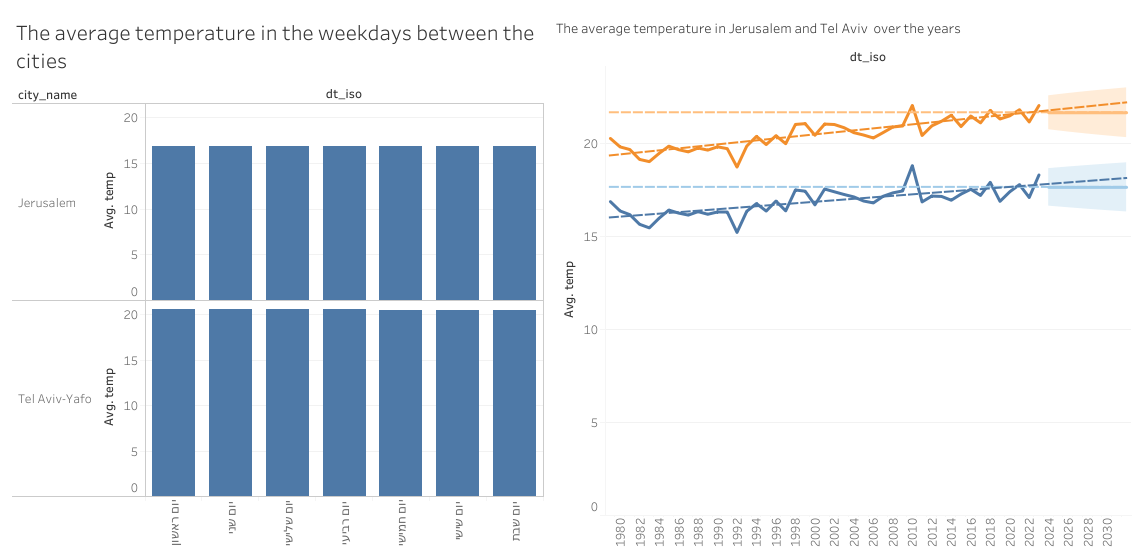 The average temperature in the weekdays between the
cities
city_name
dt_iso
Jerusalem
Avg. temp
20
15
10
5
0
Tel Aviv-Yafo
Avg. temp
20
15
10
5
0
יום ראשון
יום שני
יום שלישי
יום רביעי
יום חמישי
יום שישי
יום שבת
The average temperature in Jerusalem and Tel Aviv over the years
dt_iso
Avg. temp
20
15
10
5
0
1980
1982
1984
1986
1988
1990
1992
1994
1996
1998
2000
2002
2004
2006
2008
2010
2012
2014
2016
2018
2020
2022
2024
2026
2028
2030